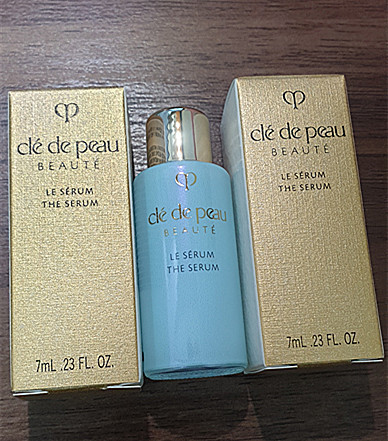 clé de peau
BEAUTÉ
LE SÉRUM
THE SERUM
7mL .23 FL. OZ.
clé de peau
BEAUTÉ
LE SÉRUM
THE SERUM
clé de peau
BEAUTÉ
LE SÉRUM
THE SERUM
7mL .23 FL. OZ.